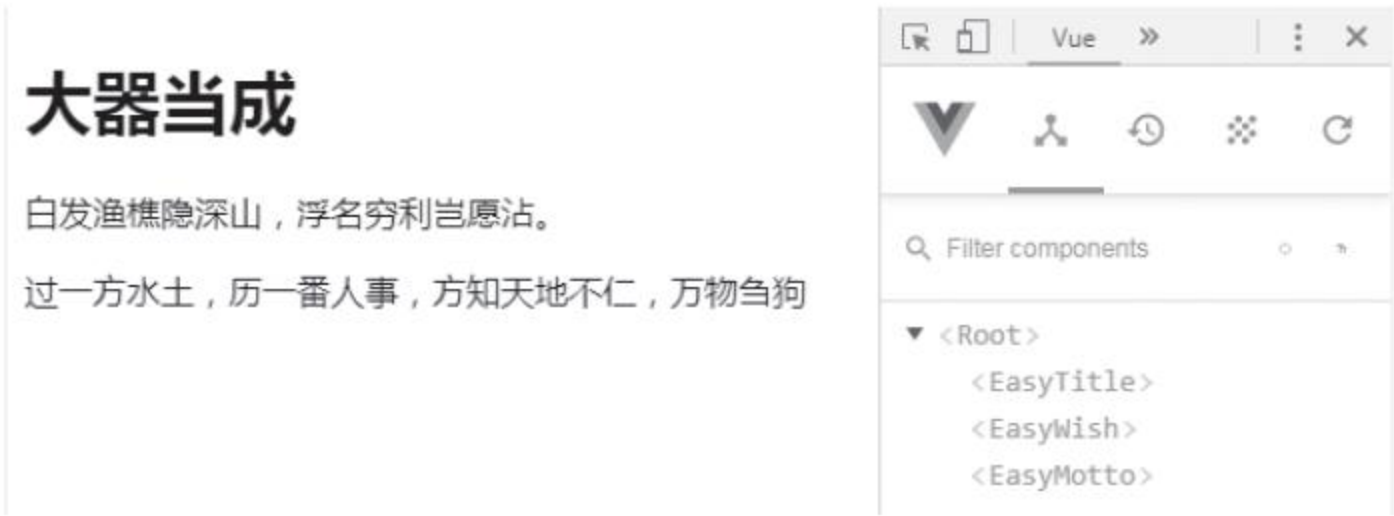 大器当成
白发渔樵隐深山，浮名穷利岂愿沾。
过一方水土，历一番人事，方知天地不仁，万物刍狗
Vue
Filter components
<Root>
<EasyTitle>
<EasyWish>
<EasyMotto>